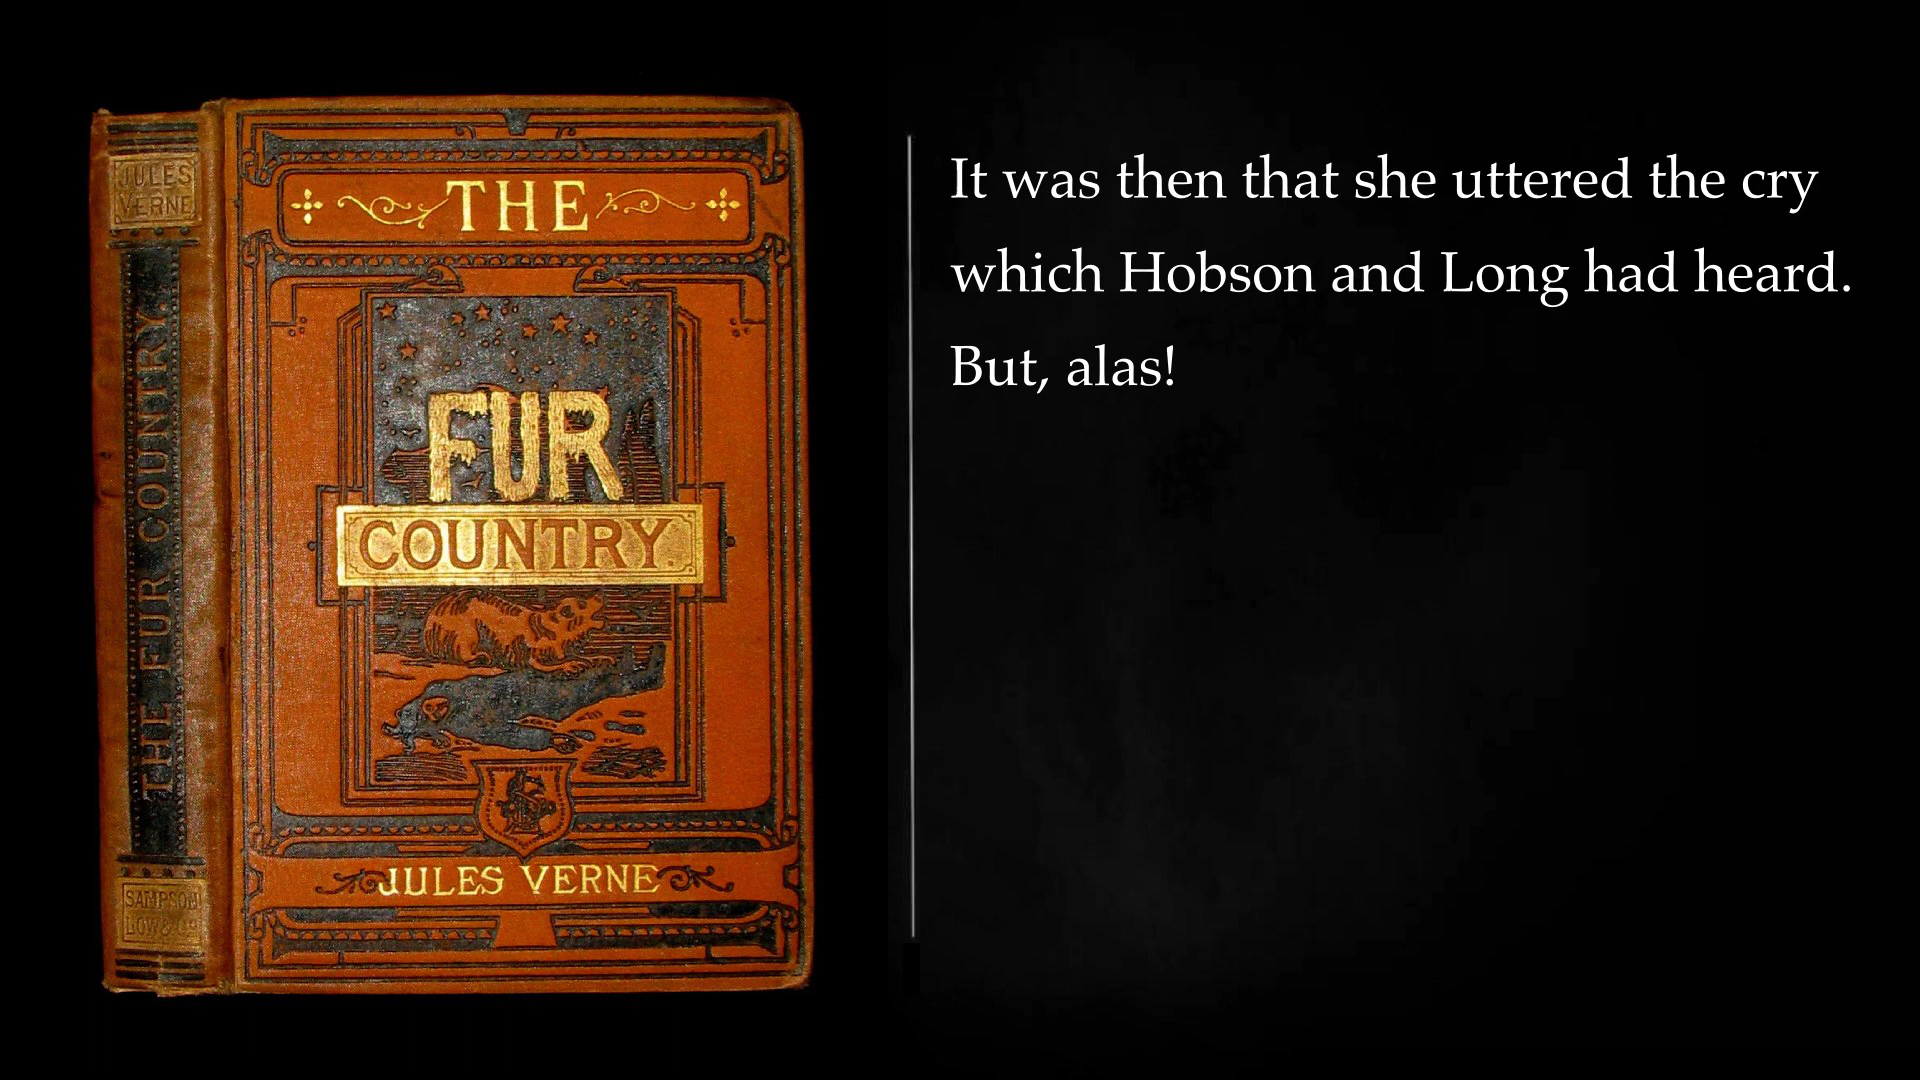 JULES
VERNE
THE FUR COUNTRY.
SAMPSON
LOW & Co
THE
FUR
COUNTRY.
JULES VERNE
It was then that she uttered the cry
which Hobson and Long had heard.
But, alas!